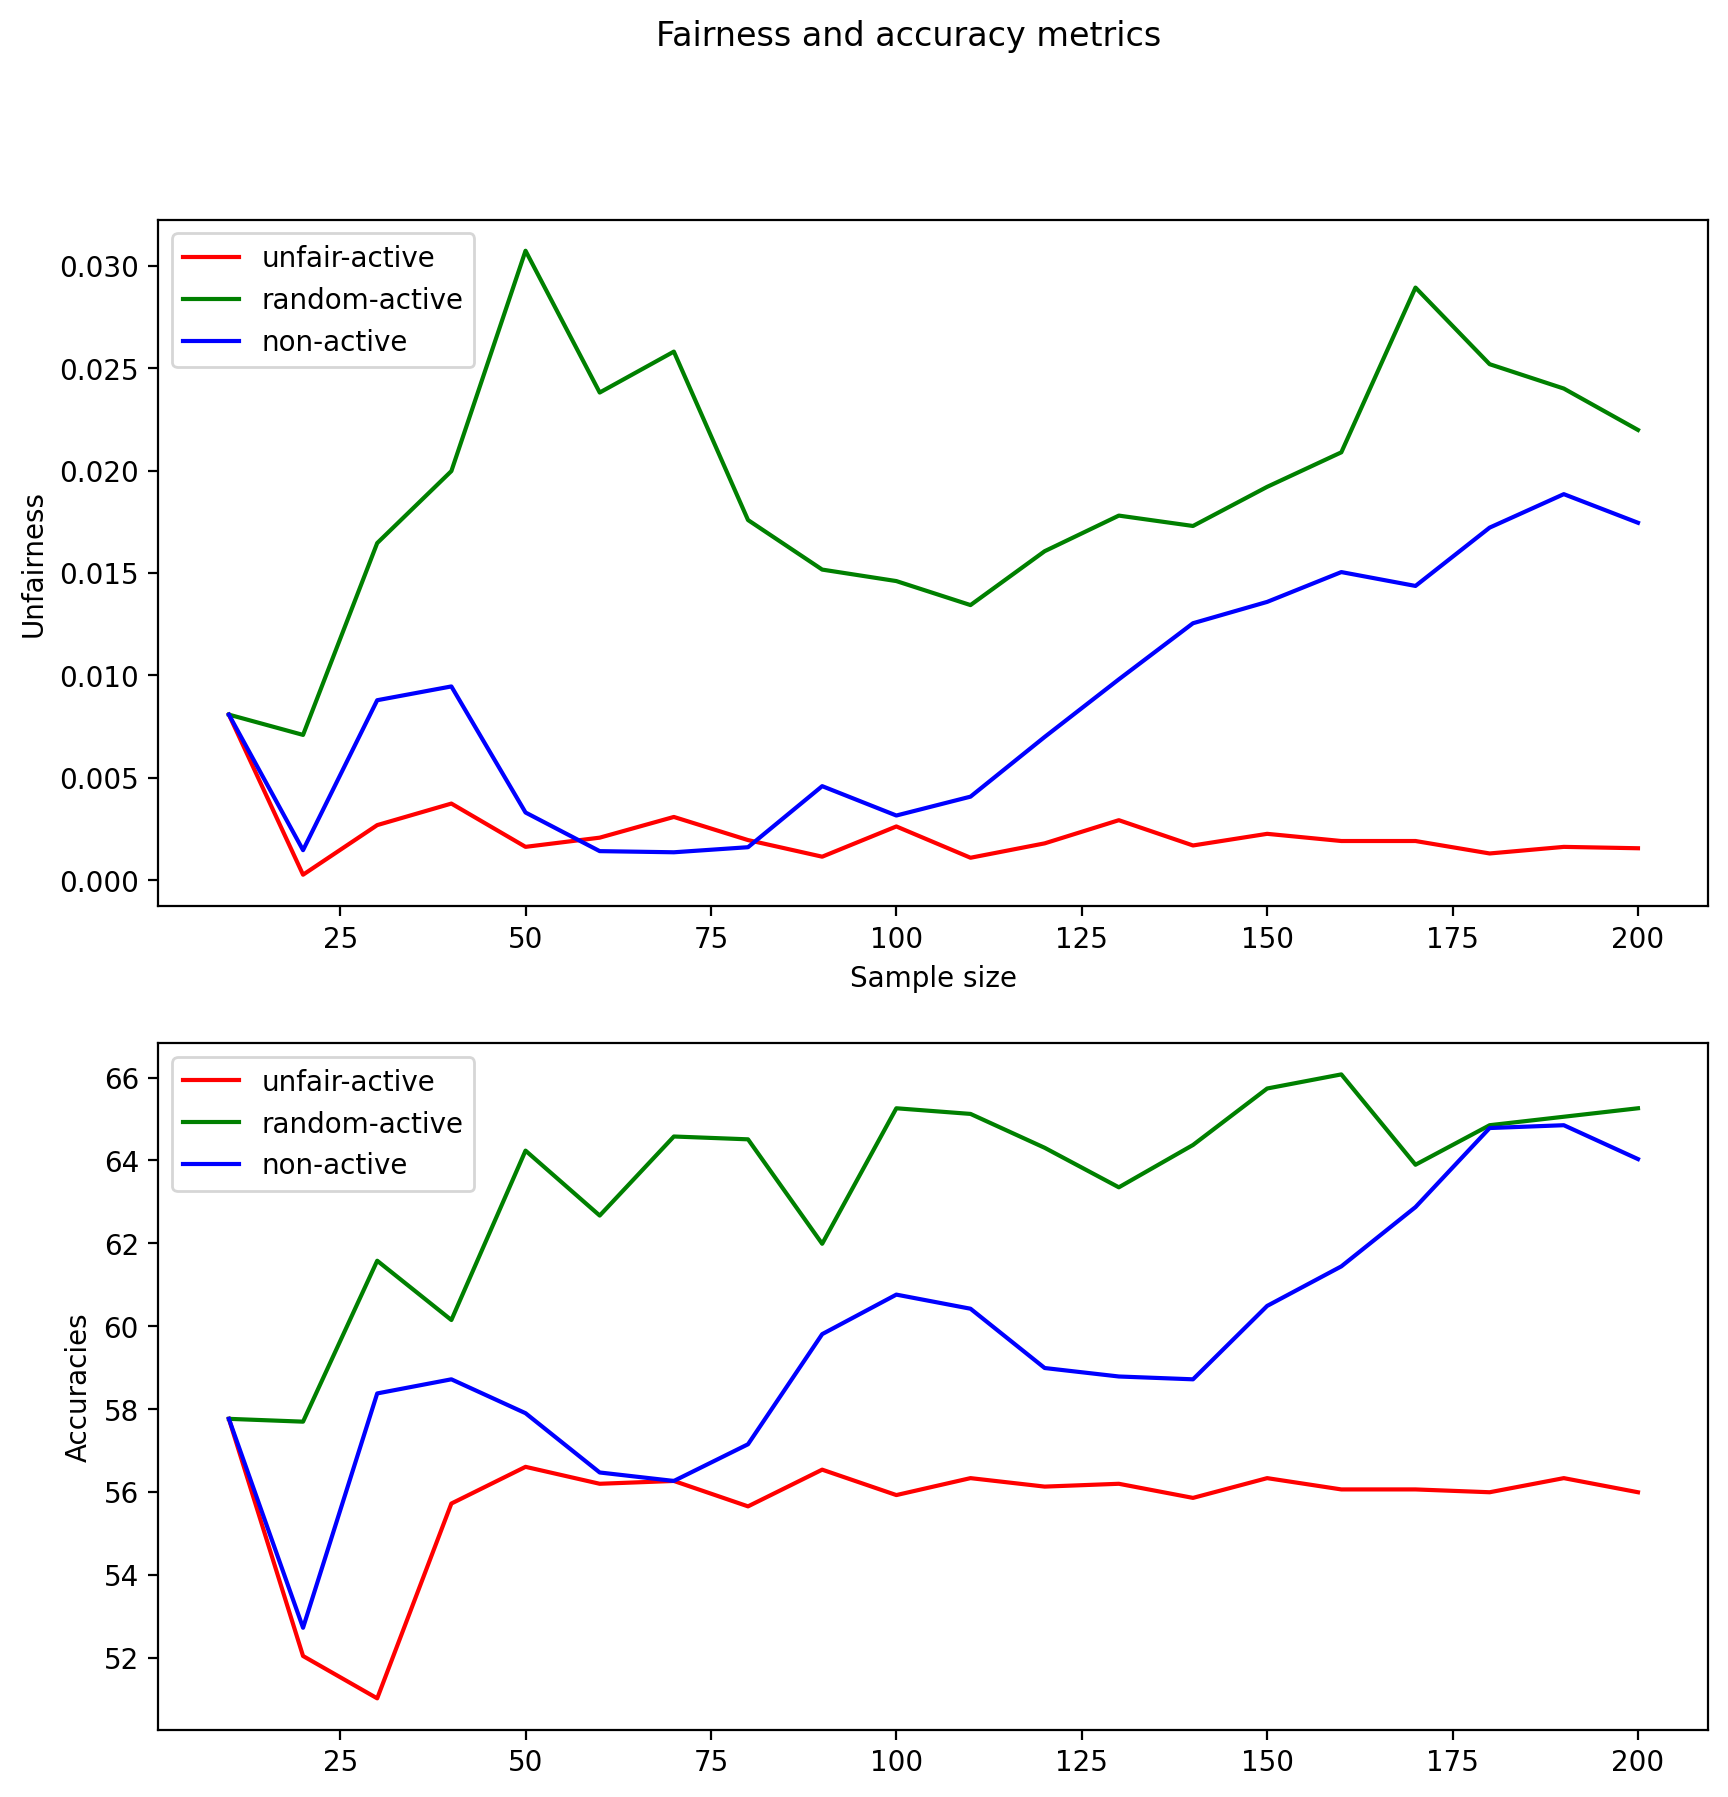 Fairness and accuracy metrics
unfair-active
random-active
non-active
0.030
0.025
0.020
0.015
0.010
0.005
0.000
Unfairness
25 50 75 100 125 150 175 200
Sample size
unfair-active
random-active
non-active
66
64
62
60
58
56
54
52
Accuracies
25 50 75 100 125 150 175 200